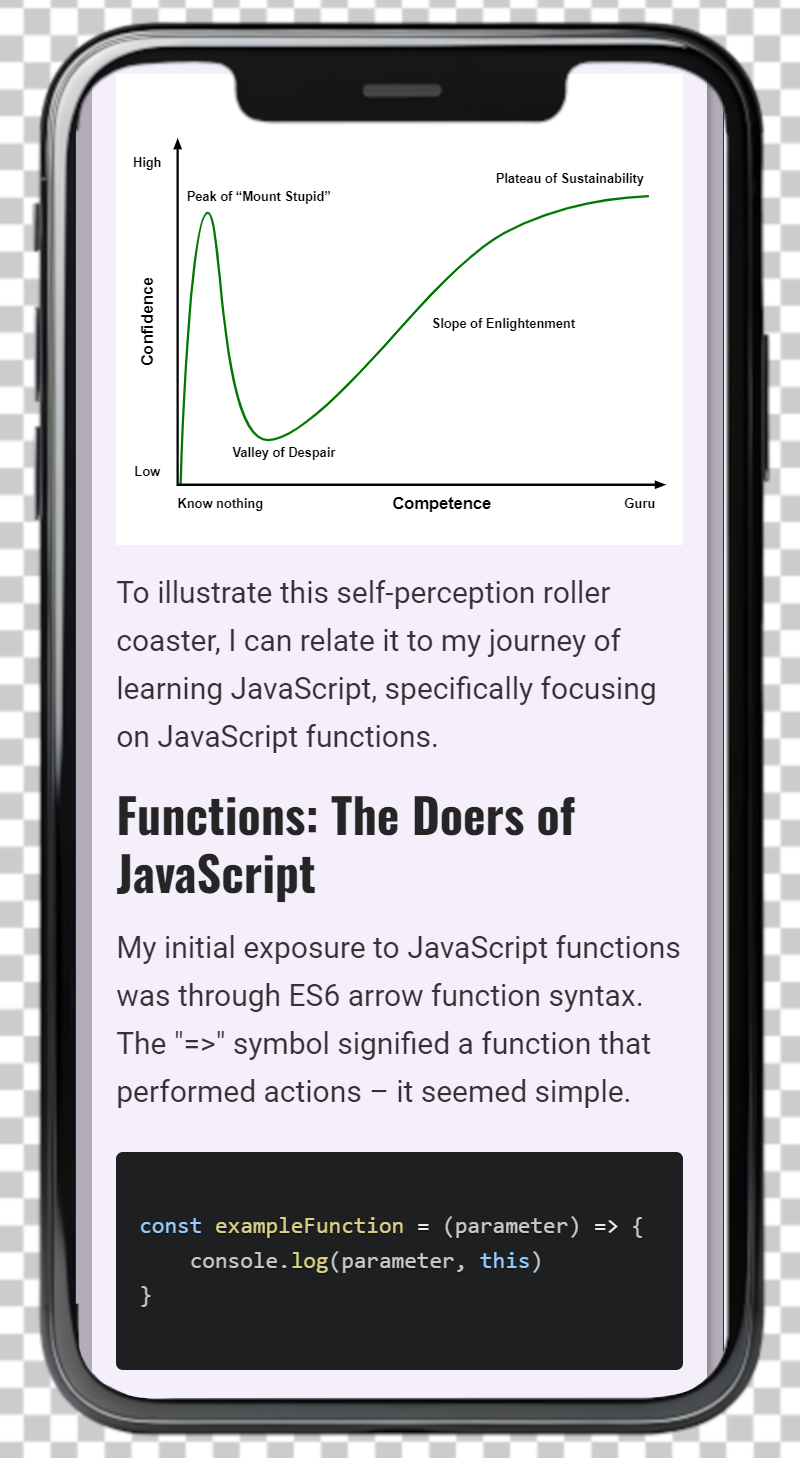 High
Plateau of Sustainability
Peak of “Mount Stupid”
Confidence
Slope of Enlightenment
Valley of Despair
Low
Know nothing
Competence
Guru
To illustrate this self-perception roller
coaster, I can relate it to my journey of
learning JavaScript, specifically focusing
on JavaScript functions.
Functions: The Doers of
JavaScript
My initial exposure to JavaScript functions
was through ES6 arrow function syntax.
The "=>" symbol signified a function that
performed actions – it seemed simple.
const exampleFunction = (parameter) => {
    console.log(parameter, this)
}